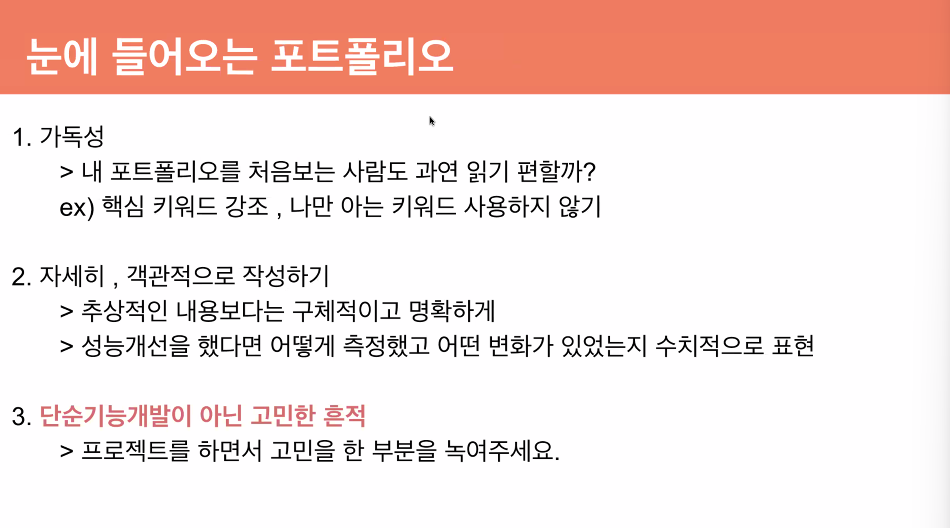 눈에 들어오는 포트폴리오
1. 가독성
> 내 포트폴리오를 처음보는 사람도 과연 읽기 편할까?
ex) 핵심 키워드 강조 , 나만 아는 키워드 사용하지 않기
2. 자세히 , 객관적으로 작성하기
> 추상적인 내용보다는 구체적이고 명확하게
> 성능개선을 했다면 어떻게 측정했고 어떤 변화가 있었는지 수치적으로 표현
3. 단순기능개발이 아닌 고민한 흔적
> 프로젝트를 하면서 고민을 한 부분을 녹여주세요.